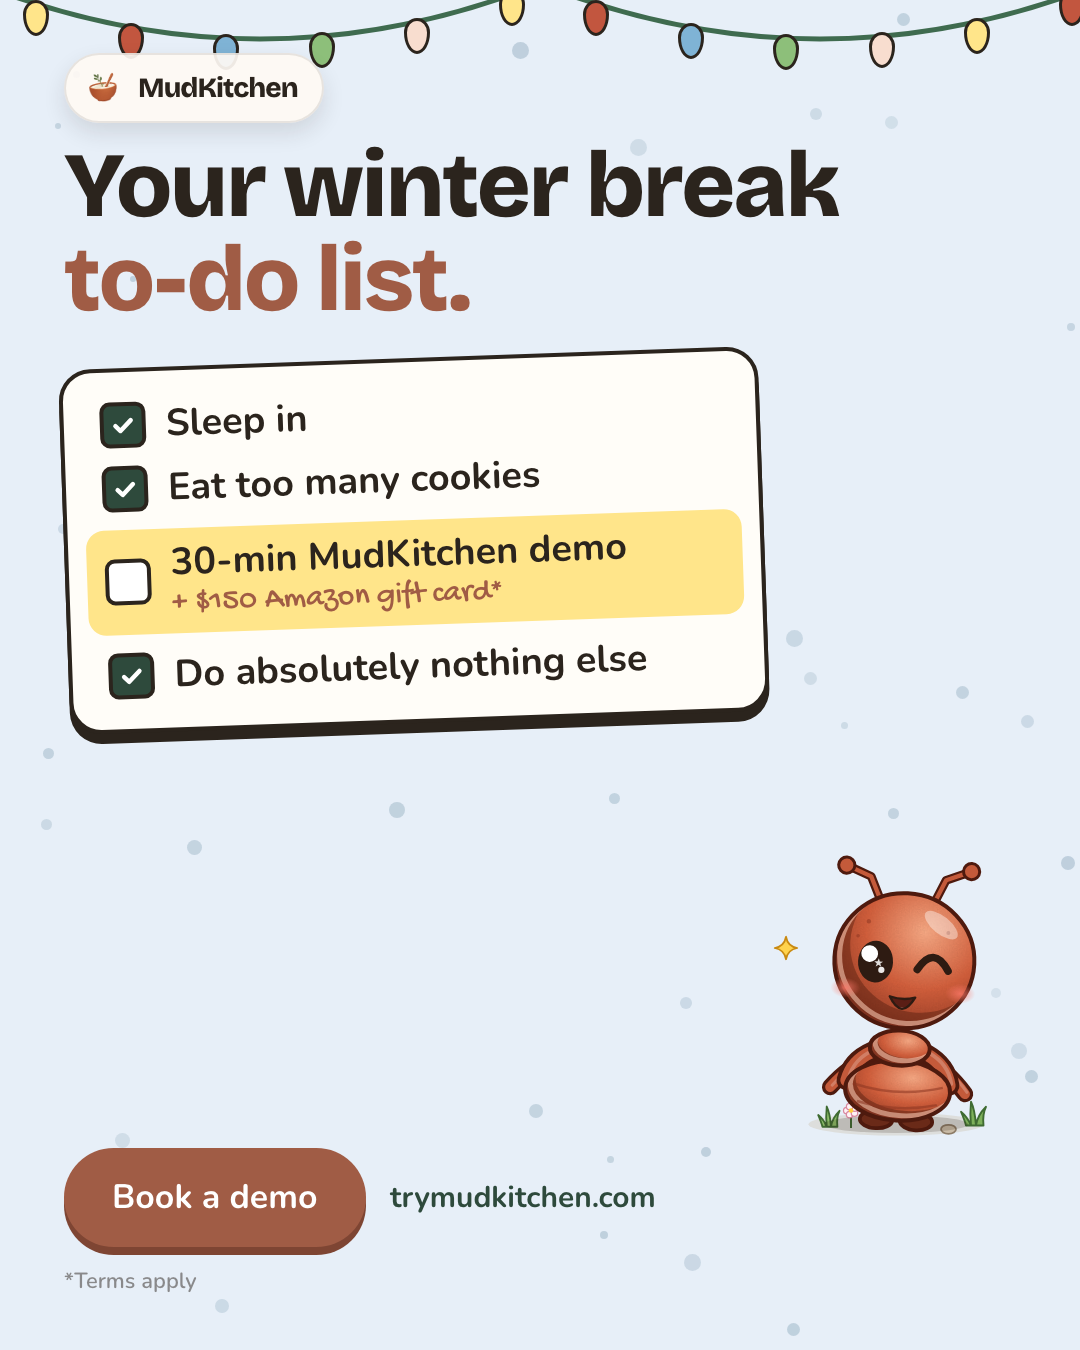 MudKitchen
Your winter break
to-do list.
Sleep in
Eat too many cookies
30-min MudKitchen demo
+ $150 Amazon gift card*
Do absolutely nothing else
Book a demo
trymudkitchen.com
*Terms apply